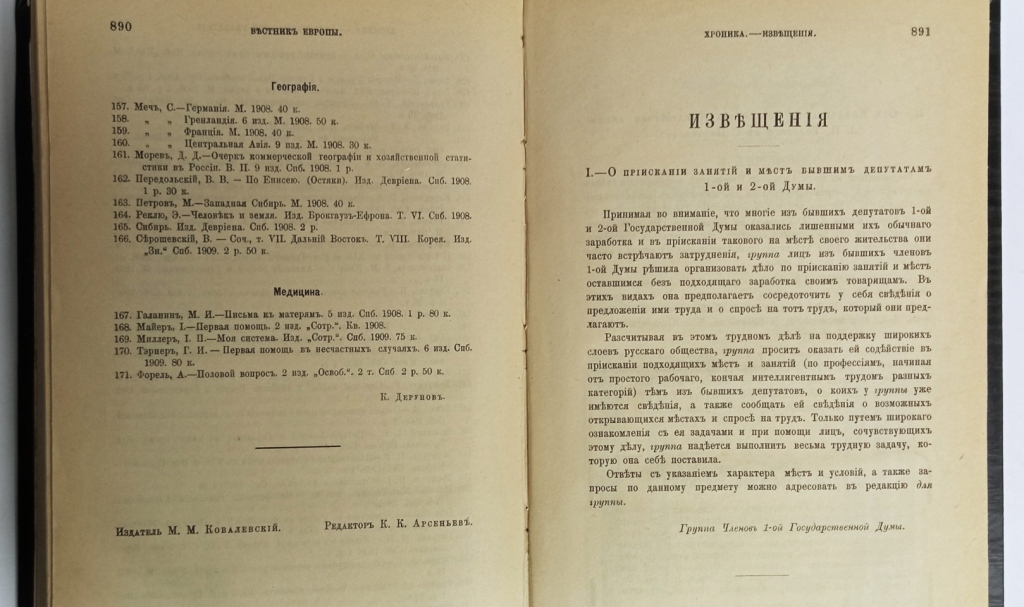 890
ВѢСТНИКЪ ЕВРОПЫ.
Географія.
157. Мечъ, С.—Германія. М. 1908. 40 к.
158. „ „ Гренландія. 6 изд. М. 1908. 50 к.
159. „ „ Франція. М. 1908. 40 к.
160. „ „ Центральная Азія. 9 изд. М. 1908. 30 к.
161. Моревъ, Д. Д.—Очеркъ коммерческой географіи и хозяйственной стати-
стики въ Россіи. В. П. 9 изд. Спб. 1908. 1 р.
162. Передольскій, В. В. — По Енисею. (Остяки). Изд. Девріена. Спб. 1908.
1 р. 30 к.
163. Петровъ, М.—Западная Сибирь. М. 1908. 40 к.
164. Реклю, Э.—Человѣкъ и земля. Изд. Броктаузъ-Ефрона. Т. VI. Спб. 1908.
165. Сибирь. Изд. Девріена. Спб. 1908. 2 р.
166. Сѣрошевскій, В. — Соч., т. VII. Дальній Востокъ. Т. VIII. Корея. Изд.
„Зн.“ Спб. 1909. 2 р. 50 к.
Медицина.
167. Галанинъ, М. И.—Письма къ матерямъ. 5 изд. Спб. 1908. 1 р. 80 к.
168. Майеръ, І.—Первая помощь. 2 изд. „Сотр.“. Кв. 1908.
169. Миллеръ, І. П.—Моя система. Изд. „Сотр.“. Спб. 1909. 75 к.
170. Тэрнеръ, Г. И. — Первая помощь въ несчастныхъ случаяхъ. 6 изд. Спб.
1909. 80 к.
171. Форель, А.—Половой вопросъ. 2 изд. „Освоб.“. 2 т. Спб 2 р. 50 к.
К. Деруновъ.
Издатель М. М. Ковалевскій.
Редакторъ К. К. Арсеньевъ.
ХРОНИКА.—ИЗВѢЩЕНІЯ.
891
ИЗВѢЩЕНІЯ
I.—О пріисканіи занятій и мѣстъ бывшимъ депутатамъ
1-ой и 2-ой Думы.
Принимая во вниманіе, что многіе изъ бывшихъ депутатовъ 1-ой
и 2-ой Государственной Думы оказались лишенными ихъ обычнаго
заработка и въ пріисканіи такового на мѣстѣ своего жительства они
часто встрѣчаютъ затрудненія, группа лицъ изъ бывшихъ членовъ
1-ой Думы рѣшила организовать дѣло по пріисканію занятій и мѣстъ
оставшимся безъ подходящаго заработка своимъ товарищамъ. Въ
этихъ видахъ она предполагаетъ сосредоточить у себя свѣдѣнія о
предложеніи ими труда и о спросѣ на тотъ трудъ, который они пред-
лагаютъ.
Разсчитывая въ этомъ трудномъ дѣлѣ на поддержку широкихъ
слоевъ русскаго общества, группа проситъ оказать ей содѣйствіе въ
пріисканіи подходящихъ мѣстъ и занятій (по профессіямъ, начиная
отъ простого рабочаго, кончая интеллигентнымъ трудомъ разныхъ
категорій) тѣмъ изъ бывшихъ депутатовъ, о коихъ у группы уже
имѣются свѣдѣнія, а также сообщать ей свѣдѣнія о возможныхъ
открывающихся мѣстахъ и спросѣ на трудъ. Только путемъ широкаго
ознакомленія съ ея задачами и при помощи лицъ, сочувствующихъ
этому дѣлу, группа надѣется выполнить весьма трудную задачу, ко-
торую она себѣ поставила.
Отвѣты съ указаніемъ характера мѣстъ и условій, а также за-
просы по данному предмету можно адресовать въ редакцію для
группы.
Группа Членовъ 1-ой Государственной Думы.